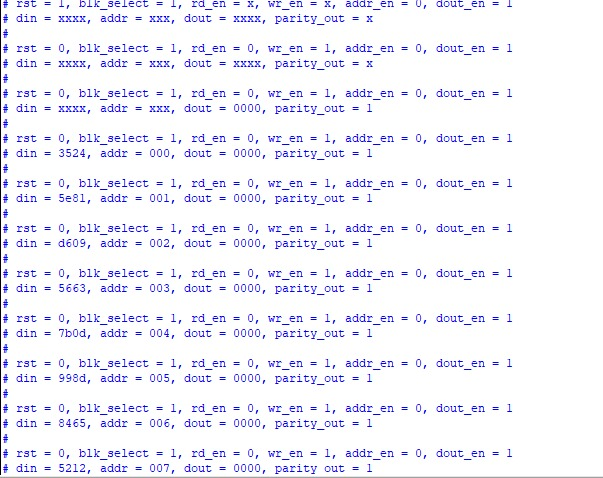 # rst = 1, blk_select = 1, rd_en = x, wr_en = x, addr_en = 0, dout_en = 1
# din = xxxx, addr = xxx, dout = xxxx, parity_out = x
#
# rst = 0, blk_select = 1, rd_en = 0, wr_en = 1, addr_en = 0, dout_en = 1
# din = xxxx, addr = xxx, dout = xxxx, parity_out = x
#
# rst = 0, blk_select = 1, rd_en = 0, wr_en = 1, addr_en = 0, dout_en = 1
# din = xxxx, addr = xxx, dout = 0000, parity_out = 1
#
# rst = 0, blk_select = 1, rd_en = 0, wr_en = 1, addr_en = 0, dout_en = 1
# din = 3524, addr = 000, dout = 0000, parity_out = 1
#
# rst = 0, blk_select = 1, rd_en = 0, wr_en = 1, addr_en = 0, dout_en = 1
# din = 5e81, addr = 001, dout = 0000, parity_out = 1
#
# rst = 0, blk_select = 1, rd_en = 0, wr_en = 1, addr_en = 0, dout_en = 1
# din = d609, addr = 002, dout = 0000, parity_out = 1
#
# rst = 0, blk_select = 1, rd_en = 0, wr_en = 1, addr_en = 0, dout_en = 1
# din = 5663, addr = 003, dout = 0000, parity_out = 1
#
# rst = 0, blk_select = 1, rd_en = 0, wr_en = 1, addr_en = 0, dout_en = 1
# din = 7b0d, addr = 004, dout = 0000, parity_out = 1
#
# rst = 0, blk_select = 1, rd_en = 0, wr_en = 1, addr_en = 0, dout_en = 1
# din = 998d, addr = 005, dout = 0000, parity_out = 1
#
# rst = 0, blk_select = 1, rd_en = 0, wr_en = 1, addr_en = 0, dout_en = 1
# din = 8465, addr = 006, dout = 0000, parity_out = 1
#
# rst = 0, blk_select = 1, rd_en = 0, wr_en = 1, addr_en = 0, dout_en = 1
# din = 5212, addr = 007, dout = 0000, parity_out = 1